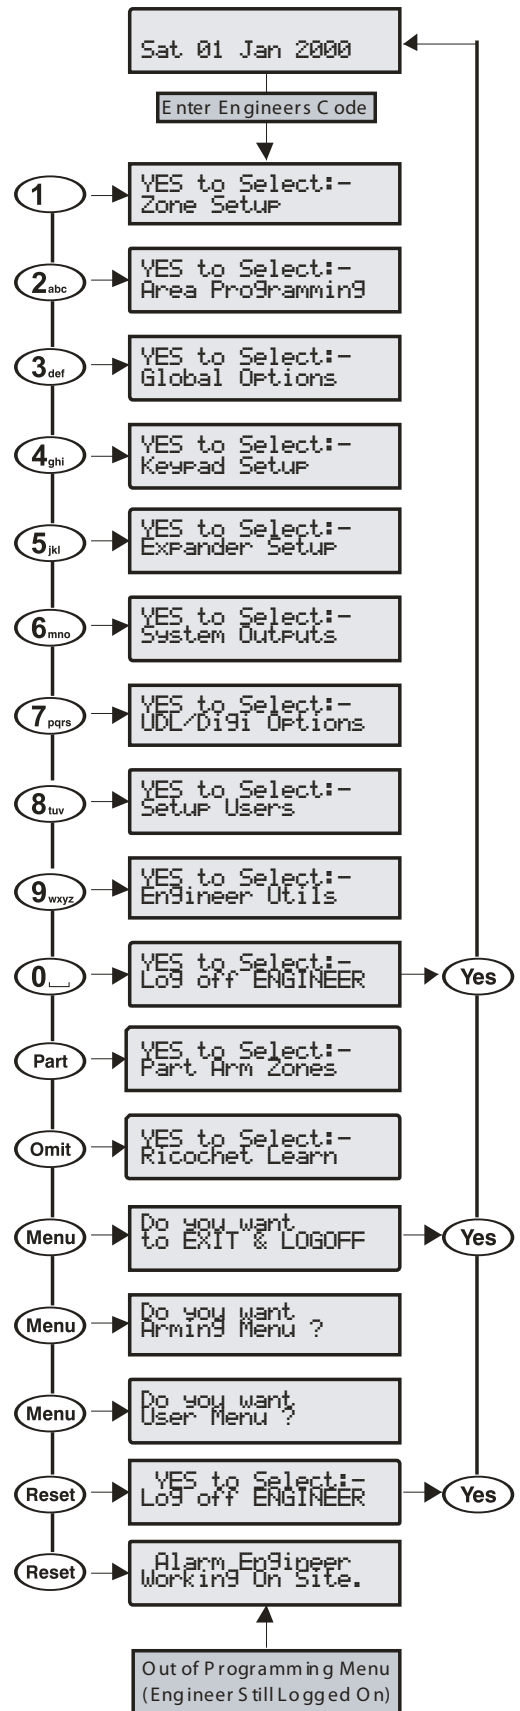 Sat 01 Jan 2000
Enter Engineers Code
1
YES to Select:-
Zone Setup
2abc
YES to Select:-
Area Programming
3def
YES to Select:-
Global Options
4ghi
YES to Select:-
Keypad Setup
5jkl
YES to Select:-
Expander Setup
6mno
YES to Select:-
System Outputs
7pqrs
YES to Select:-
UDL/Digi Options
8tuv
YES to Select:-
Setup Users
9wxyz
YES to Select:-
Engineer Utils
0
YES to Select:-
Log off ENGINEER
Yes
Part
YES to Select:-
Part Arm Zones
Omit
YES to Select:-
Ricochet Learn
Menu
Do you want
to EXIT & LOGOFF
Yes
Menu
Do you want
Arming Menu ?
Menu
Do you want
User Menu ?
Reset
YES to Select:-
Log off ENGINEER
Yes
Reset
Alarm Engineer
Working On Site.
Out of Programming Menu
(Engineer Still Logged On)